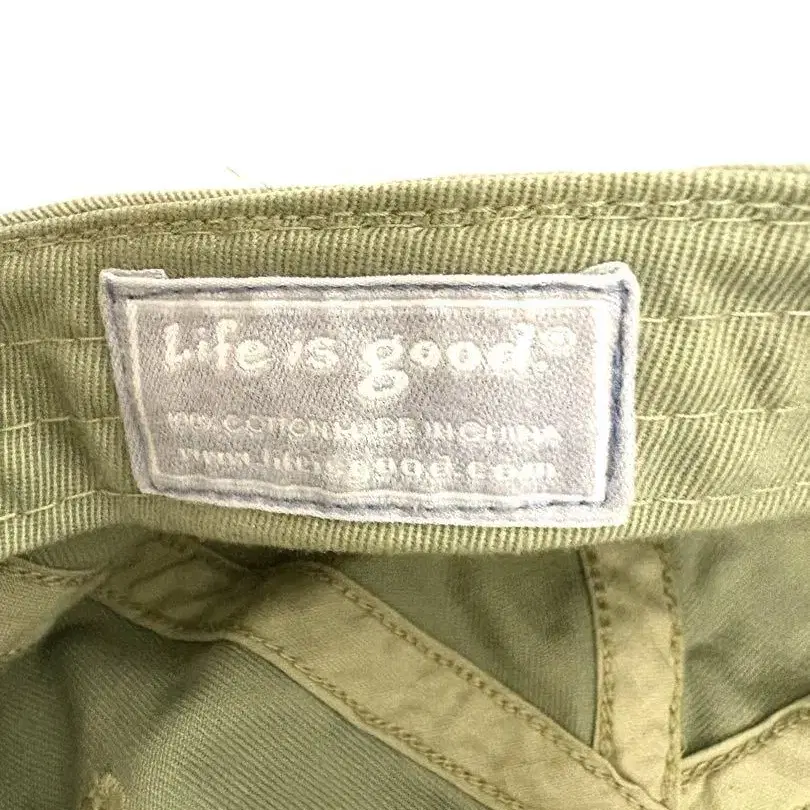 Life is good.®
100% COTTON MADE IN CHINA
www.lifeisgood.com